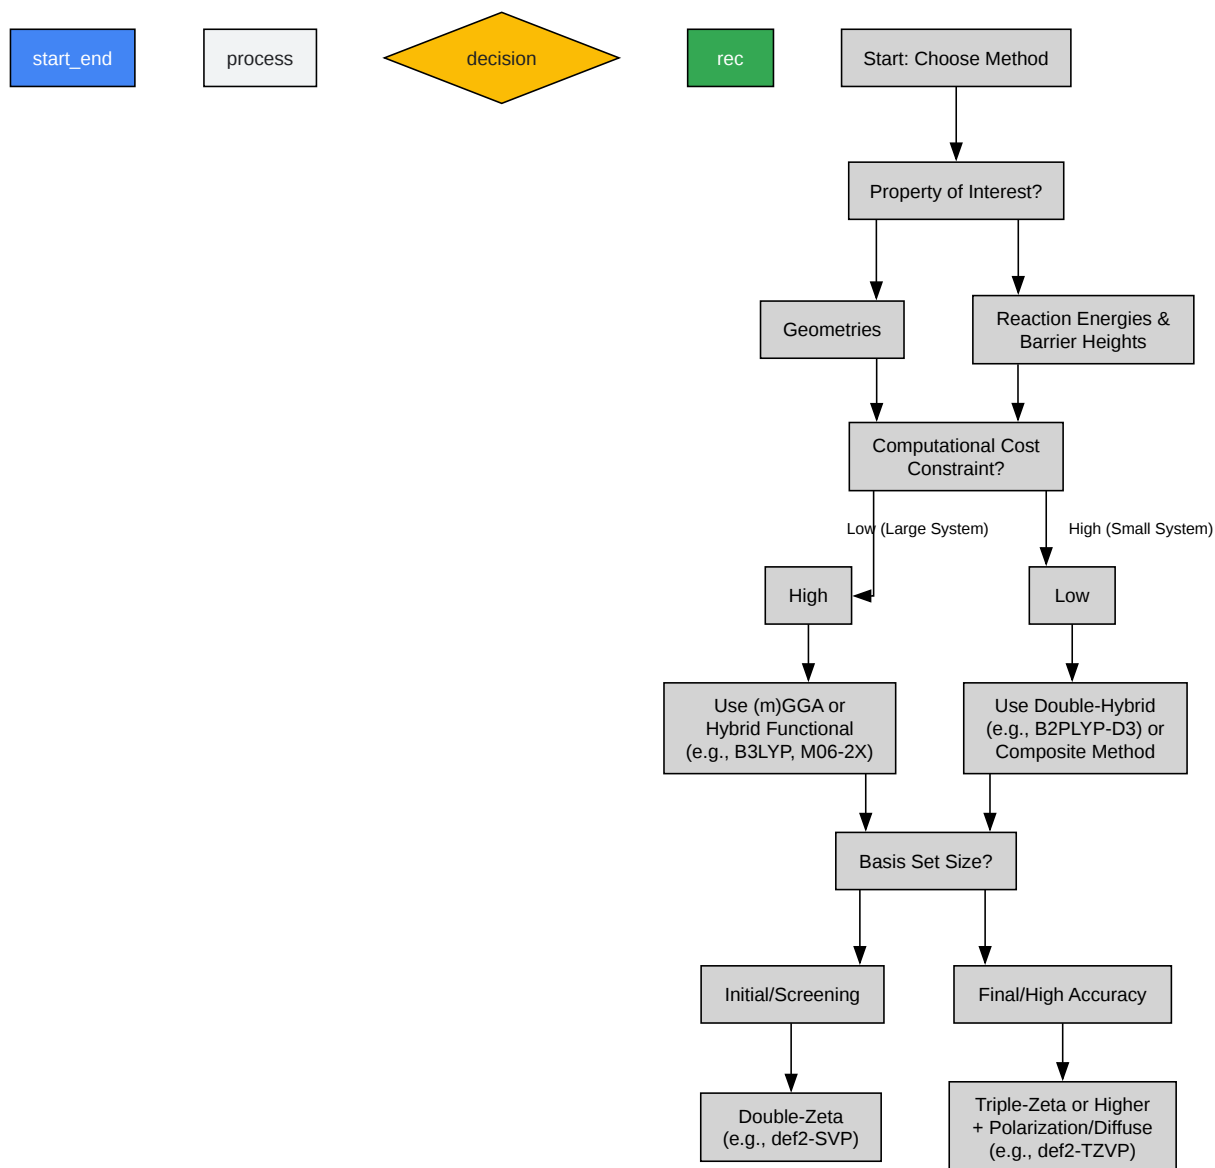 start_end
process
decision
rec
Start: Choose Method
Property of Interest?
Geometries
Reaction Energies &
Barrier Heights
Computational Cost
Constraint?
Low (Large System)
High (Small System)
High
Low
Use (m)GGA or
Hybrid Functional
(e.g., B3LYP, M06-2X)
Use Double-Hybrid
(e.g., B2PLYP-D3) or
Composite Method
Basis Set Size?
Initial/Screening
Final/High Accuracy
Double-Zeta
(e.g., def2-SVP)
Triple-Zeta or Higher
+ Polarization/Diffuse
(e.g., def2-TZVP)